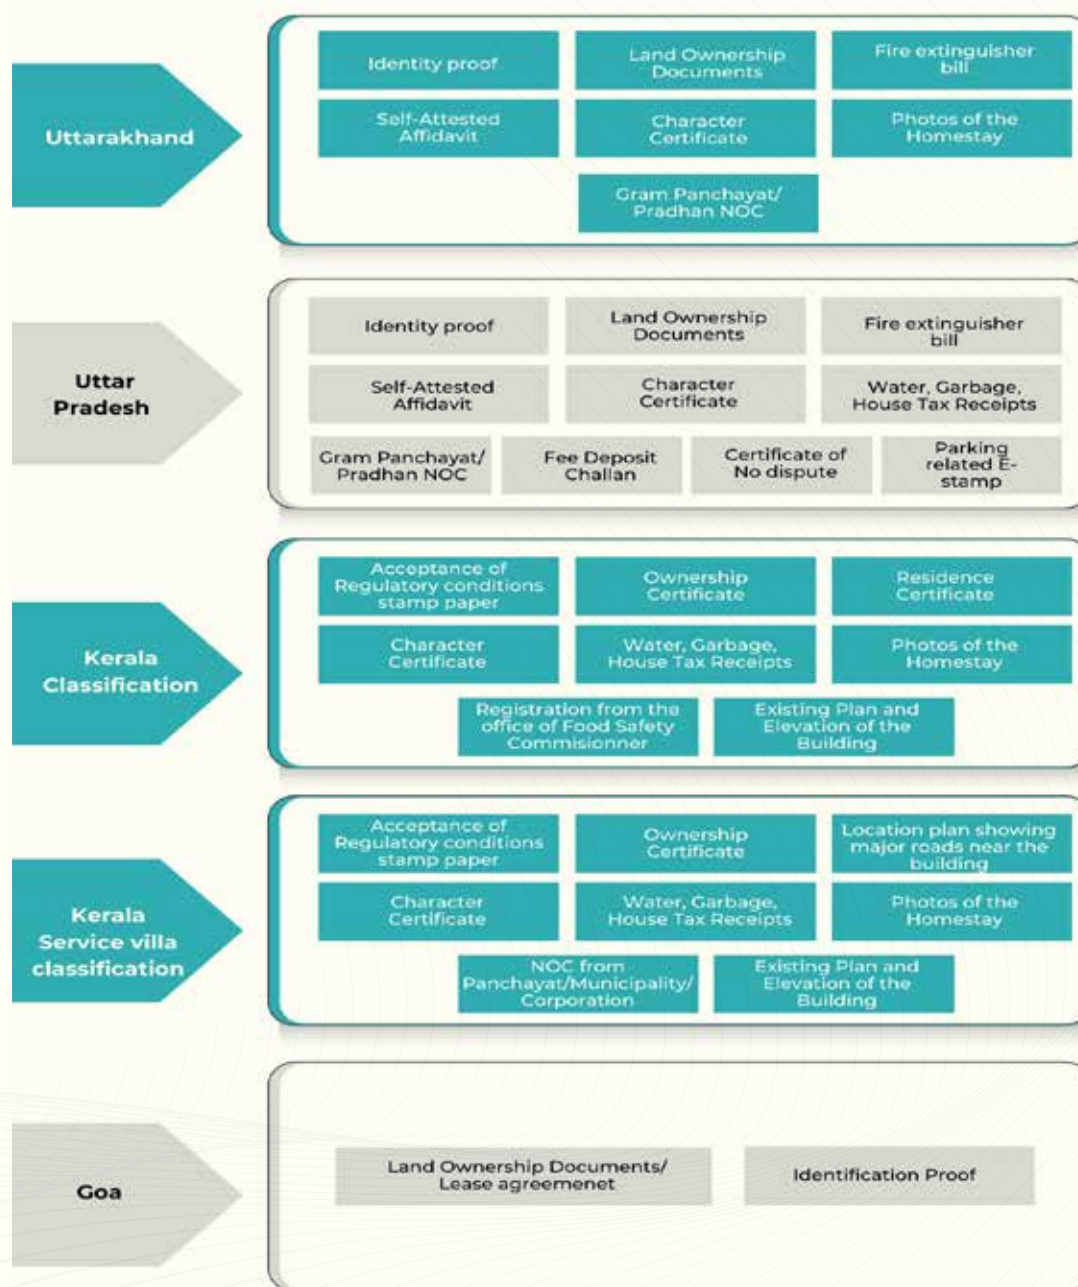 Uttarakhand
Identity proof
Land Ownership
Documents
Fire extinguisher
bill
Self-Attested
Affidavit
Character
Certificate
Photos of the
Homestay
Gram Panchayat/
Pradhan NOC
Uttar
Pradesh
Identity proof
Land Ownership
Documents
Fire extinguisher
bill
Self-Attested
Affidavit
Character
Certificate
Water, Garbage,
House Tax Receipts
Gram Panchayat/
Pradhan NOC
Fee Deposit
Challan
Certificate of
No dispute
Parking
related E-
stamp
Kerala
Classification
Acceptance of
Regulatory conditions
stamp paper
Ownership
Certificate
Residence
Certificate
Character
Certificate
Water, Garbage,
House Tax Receipts
Photos of the
Homestay
Registration from the
office of Food Safety
Commisionner
Existing Plan and
Elevation of the
Building
Kerala
Service villa
classification
Acceptance of
Regulatory conditions
stamp paper
Ownership
Certificate
Location plan showing
major roads near the
building
Character
Certificate
Water, Garbage,
House Tax Receipts
Photos of the
Homestay
NOC from
Panchayat/Municipality/
Corporation
Existing Plan and
Elevation of the
Building
Goa
Land Ownership Documents/
Lease agreemenet
Identification Proof